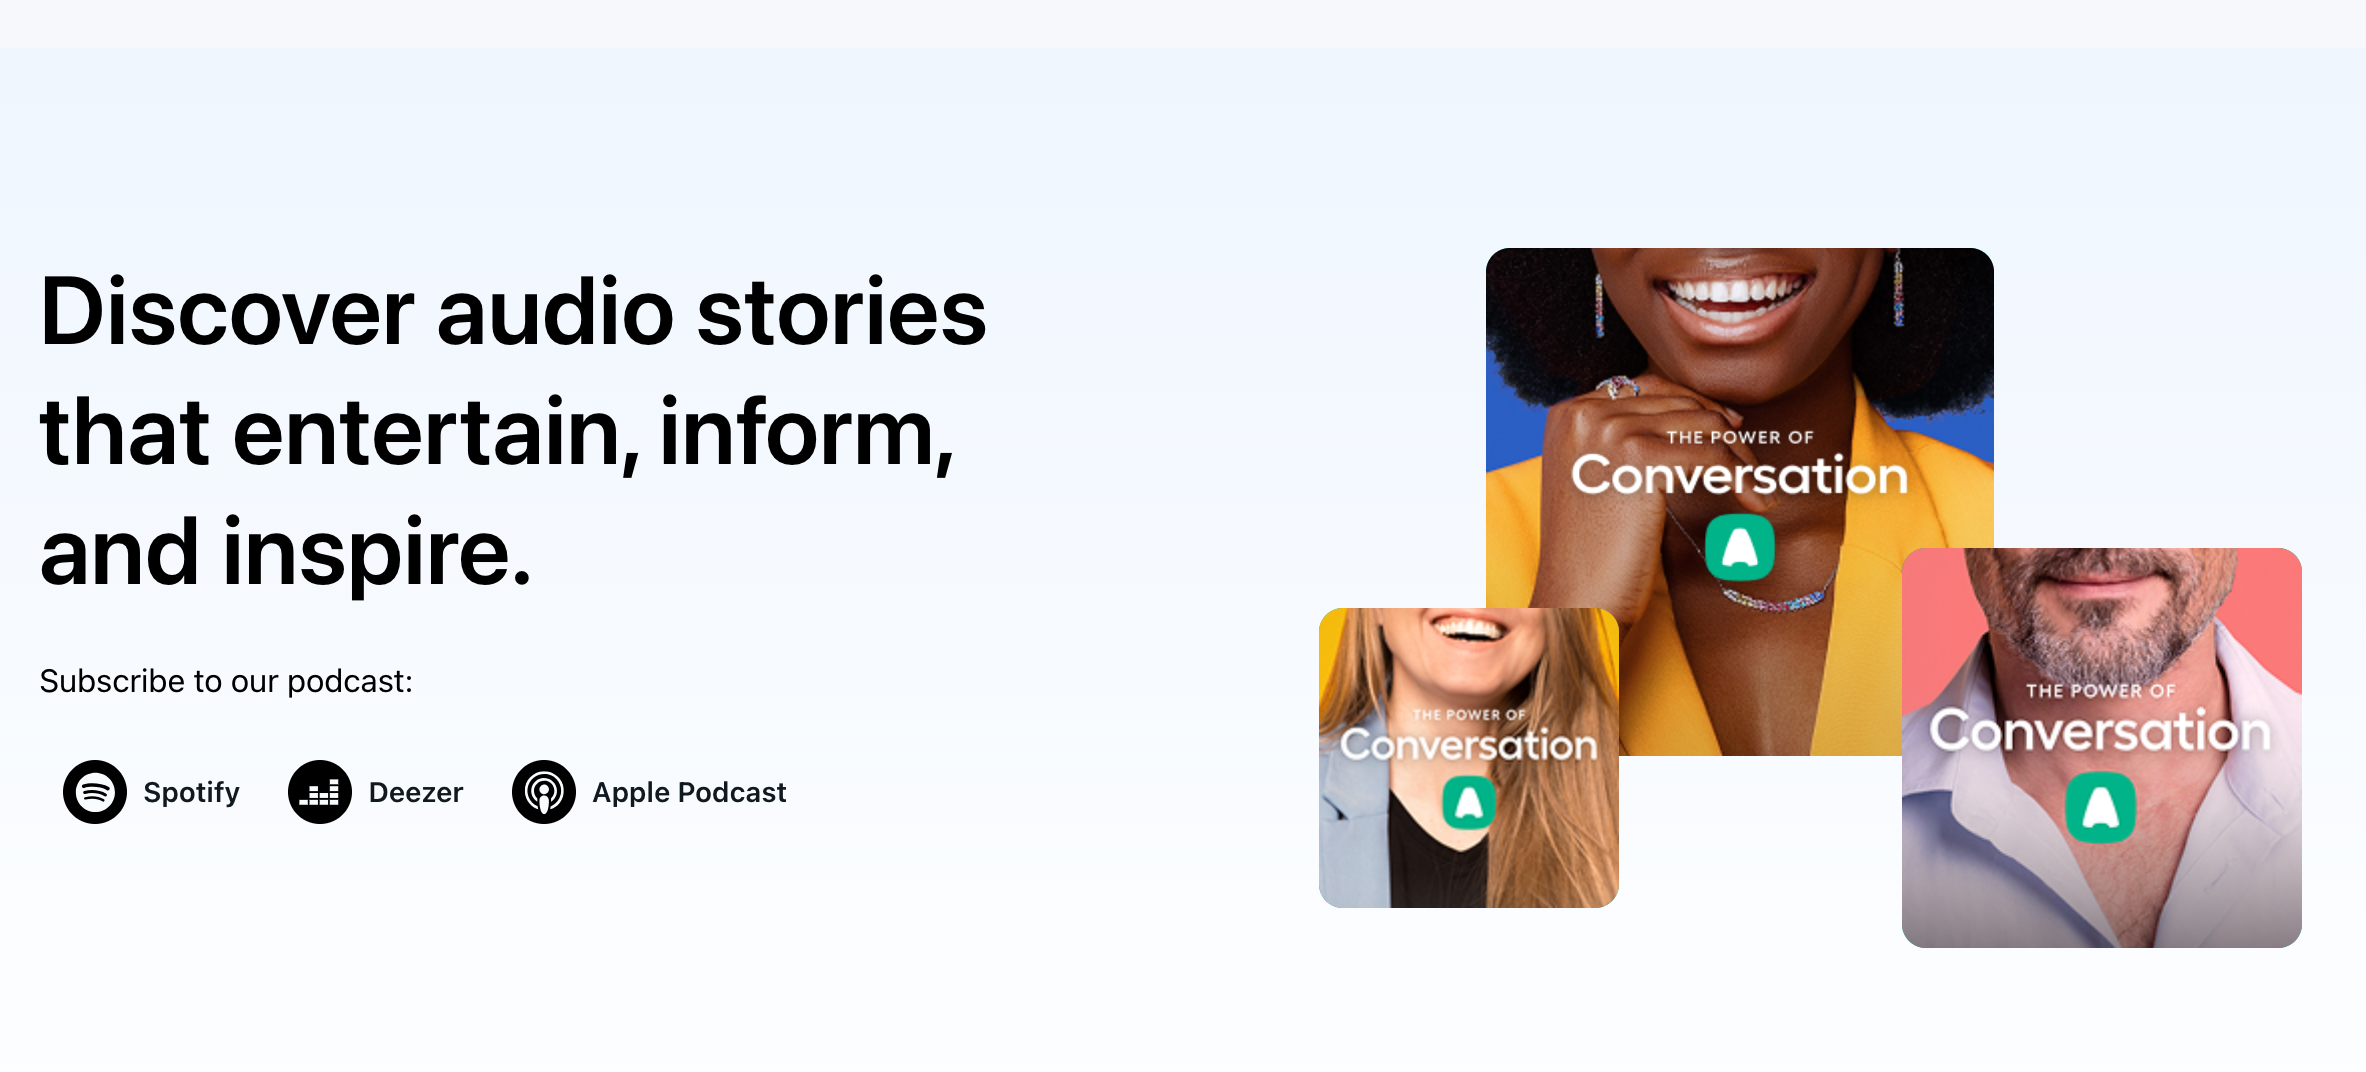 Discover audio stories
that entertain, inform,
and inspire.
Subscribe to our podcast:
Spotify
Deezer
Apple Podcast
THE POWER OF
Conversation
THE POWER OF
Conversation
THE POWER OF
Conversation